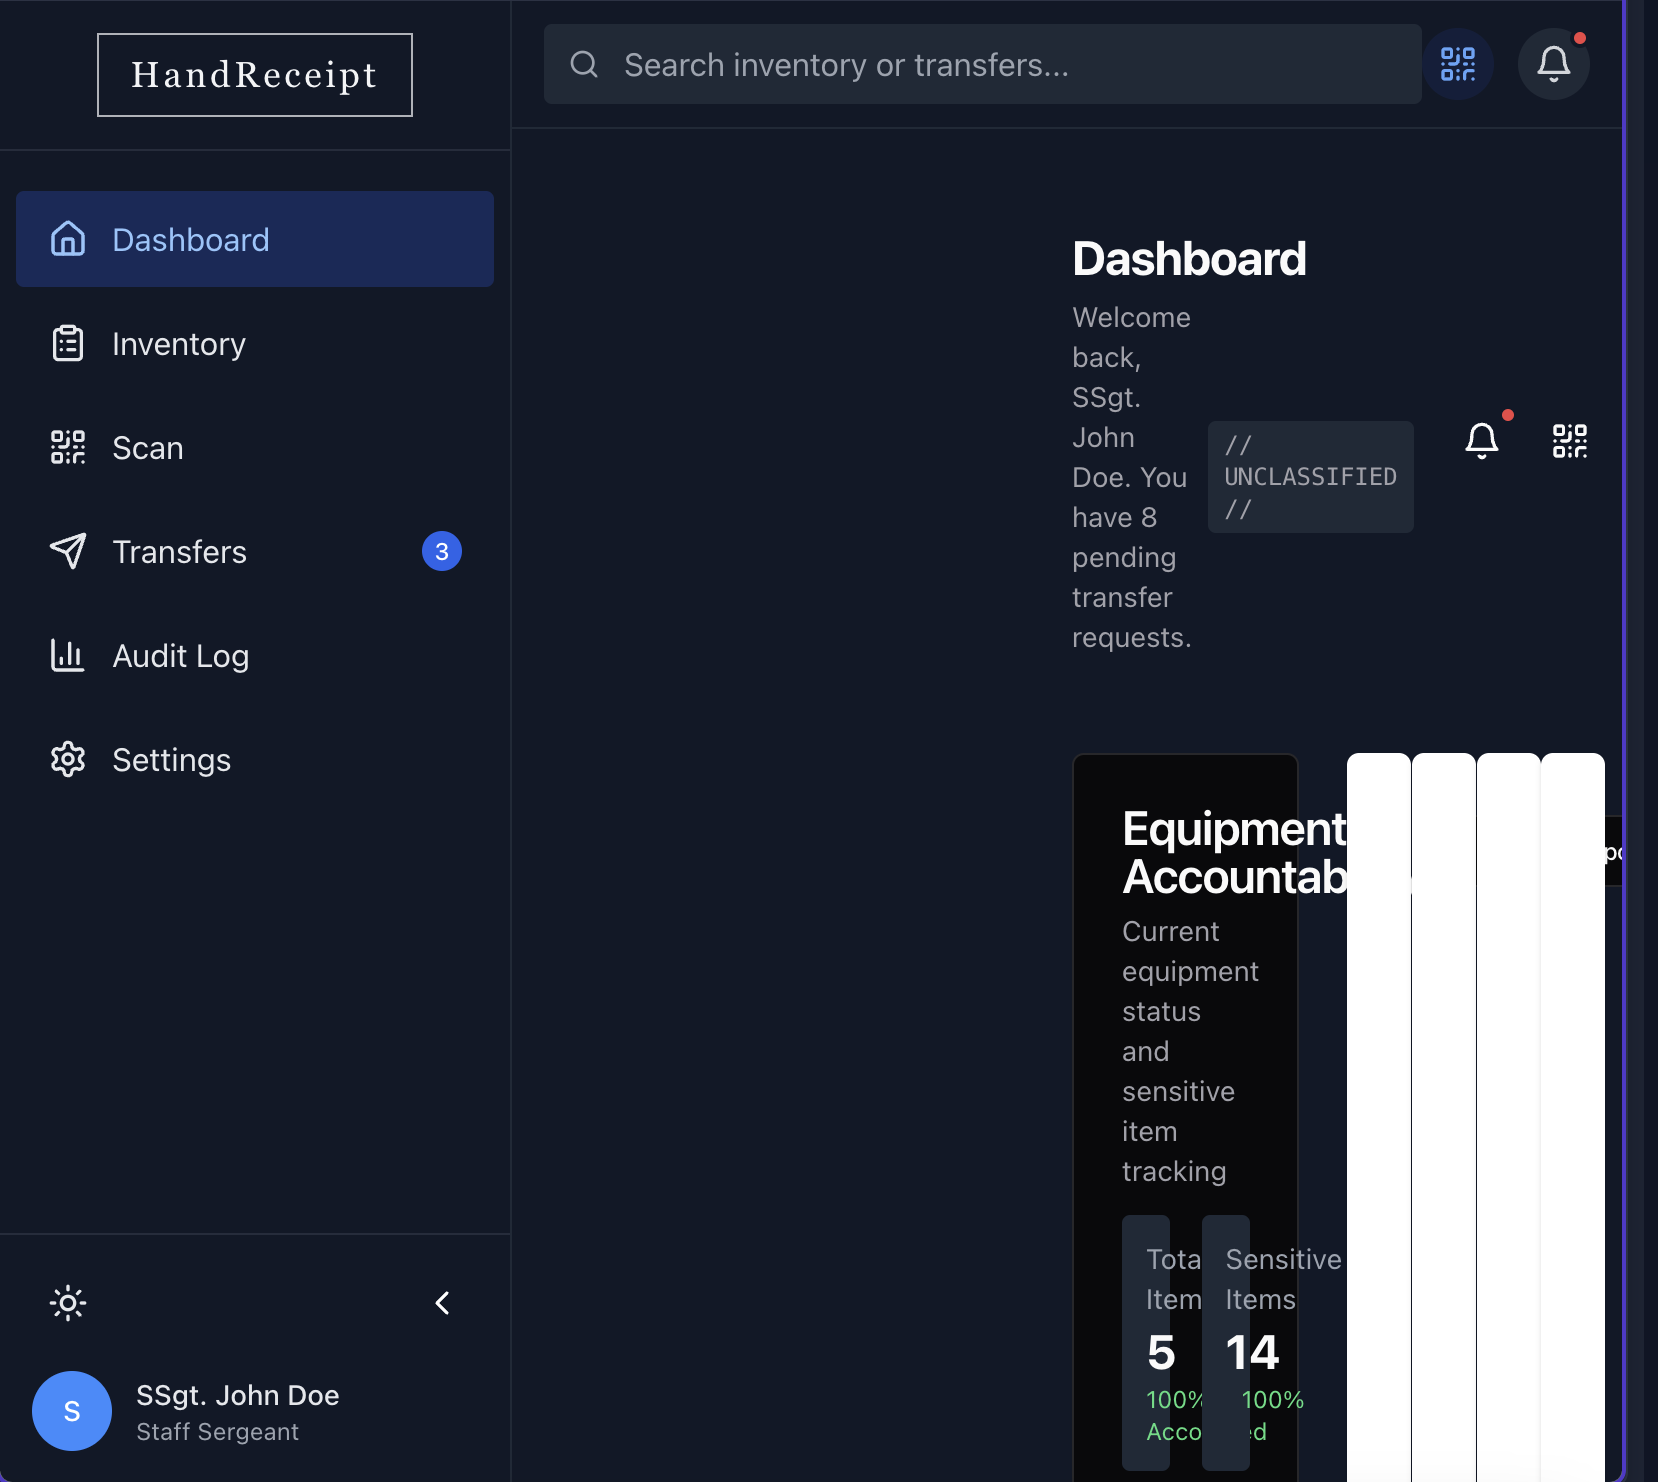 HandReceipt
Search inventory or transfers...
Dashboard
Inventory
Scan
Transfers
3
Audit Log
Settings
S
SSgt. John Doe
Staff Sergeant
Dashboard
Welcome
back,
SSgt.
John
Doe. You
have 8
pending
transfer
requests.
//
UNCLASSIFIED
//
Equipment
Accountab
Current
equipment
status
and
sensitive
item
tracking
Tota
Item
5
100%
Acco
Sensitive
Items
14
100%
ed